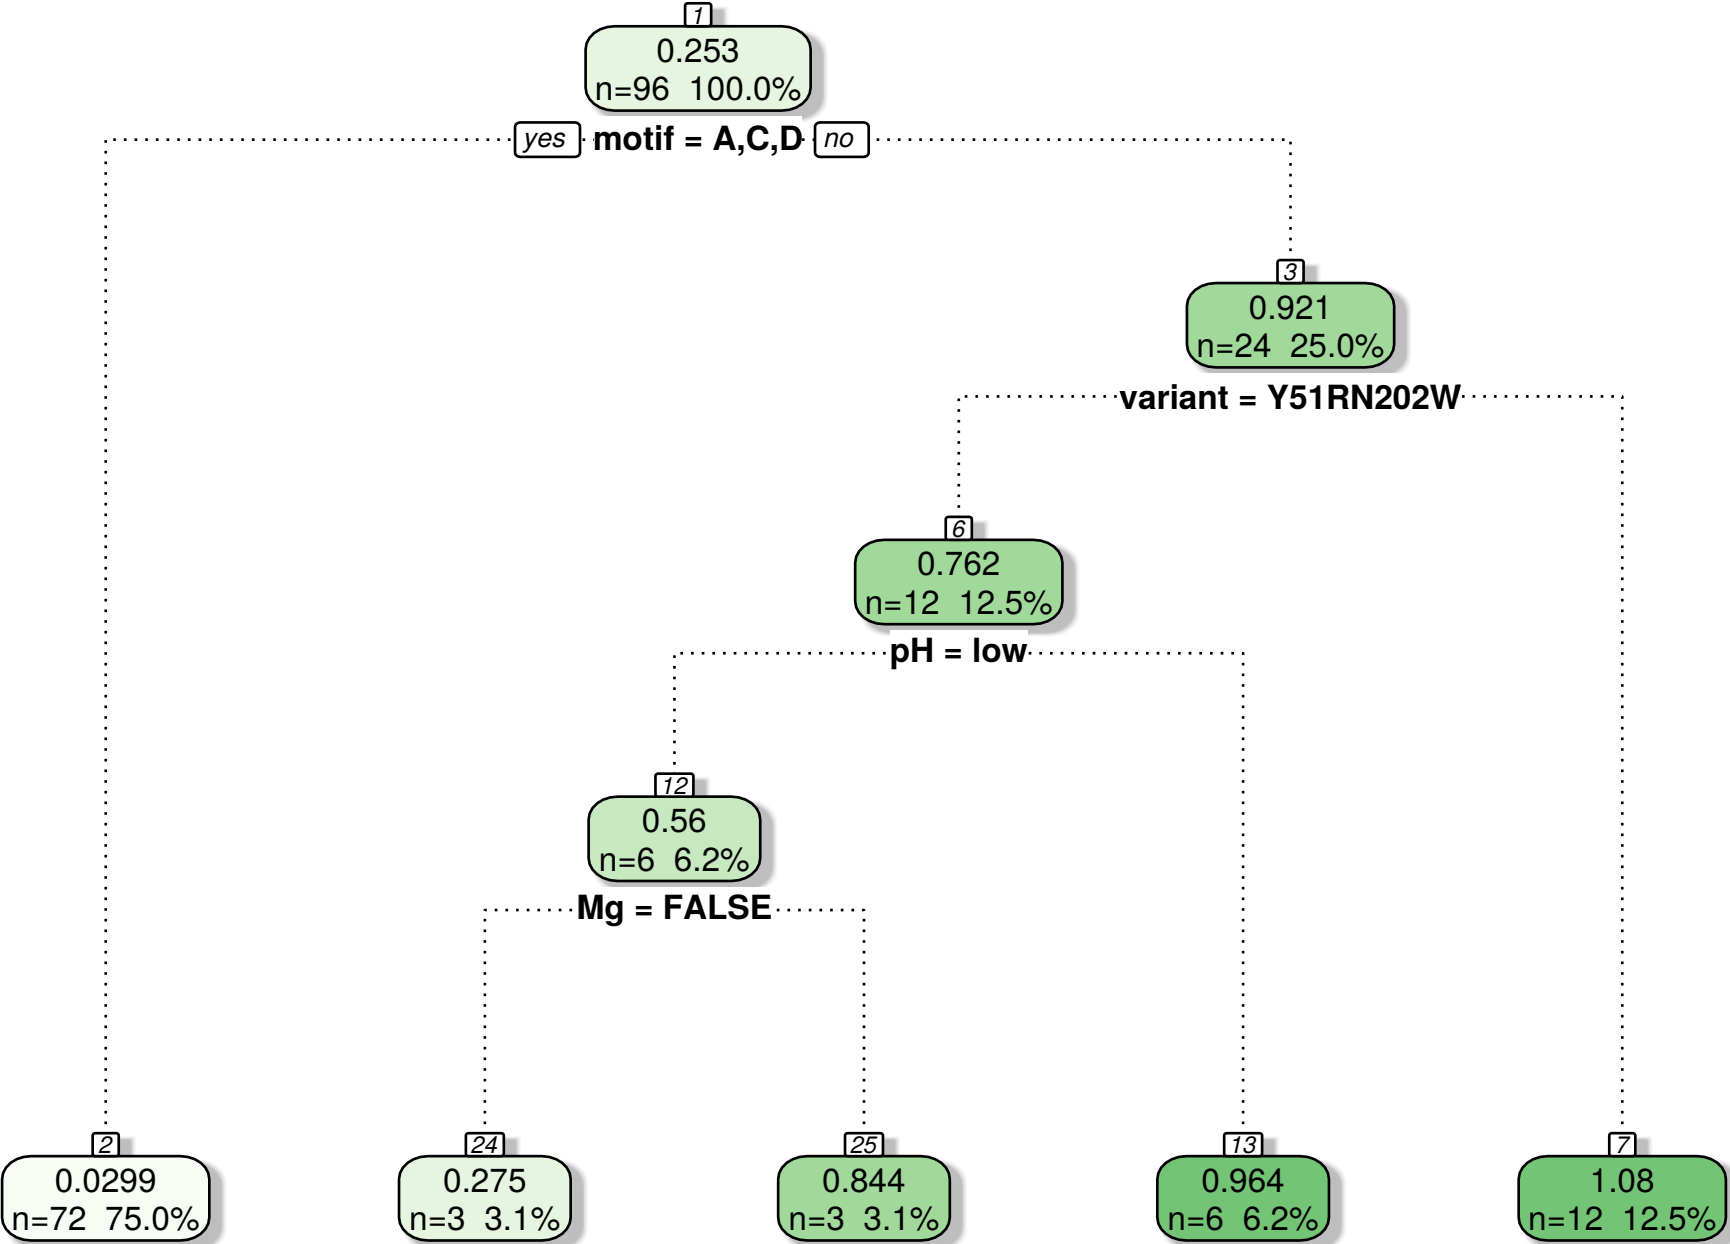 1
0.253
n=96 100.0%
yes motif = A,C,D no
3
0.921
n=24 25.0%
variant = Y51RN202W
6
0.762
n=12 12.5%
pH = low
12
0.56
n=6 6.2%
Mg = FALSE
2
0.0299
n=72 75.0%
24
0.275
n=3 3.1%
25
0.844
n=3 3.1%
13
0.964
n=6 6.2%
7
1.08
n=12 12.5%